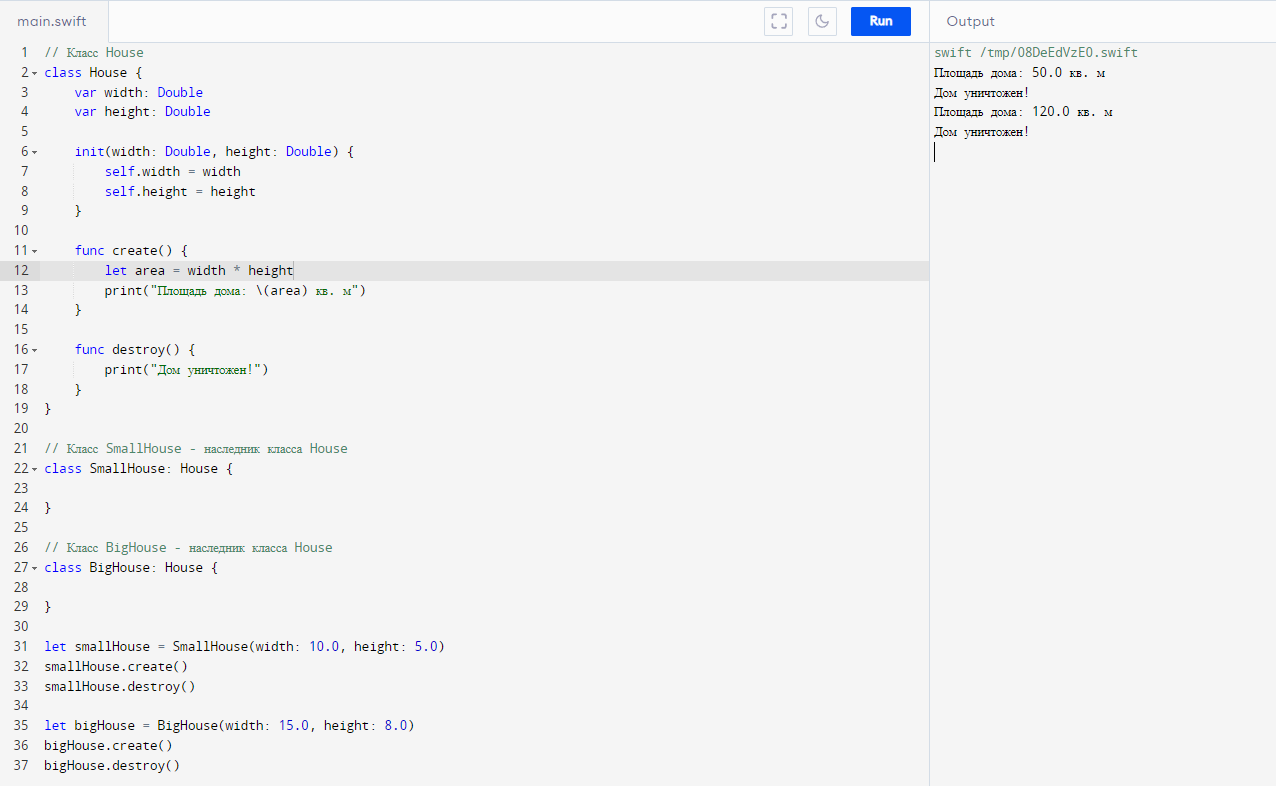 main.swift
Run
Output
1 // Класс House
2 class House {
3 var width: Double
4 var height: Double
5
6 init(width: Double, height: Double) {
7 self.width = width
8 self.height = height
9 }
10
11 func create() {
12 let area = width * height
13 print("Площадь дома: \(area) кв. м")
14 }
15
16 func destroy() {
17 print("Дом уничтожен!")
18 }
19 }
20
21 // Класс SmallHouse - наследник класса House
22 class SmallHouse: House {
23
24 }
25
26 // Класс BigHouse - наследник класса House
27 class BigHouse: House {
28
29 }
30
31 let smallHouse = SmallHouse(width: 10.0, height: 5.0)
32 smallHouse.create()
33 smallHouse.destroy()
34
35 let bigHouse = BigHouse(width: 15.0, height: 8.0)
36 bigHouse.create()
37 bigHouse.destroy()
swift /tmp/08DeEdVzEO.swift
Площадь дома: 50.0 кв. м
Дом уничтожен!
Площадь дома: 120.0 кв. м
Дом уничтожен!